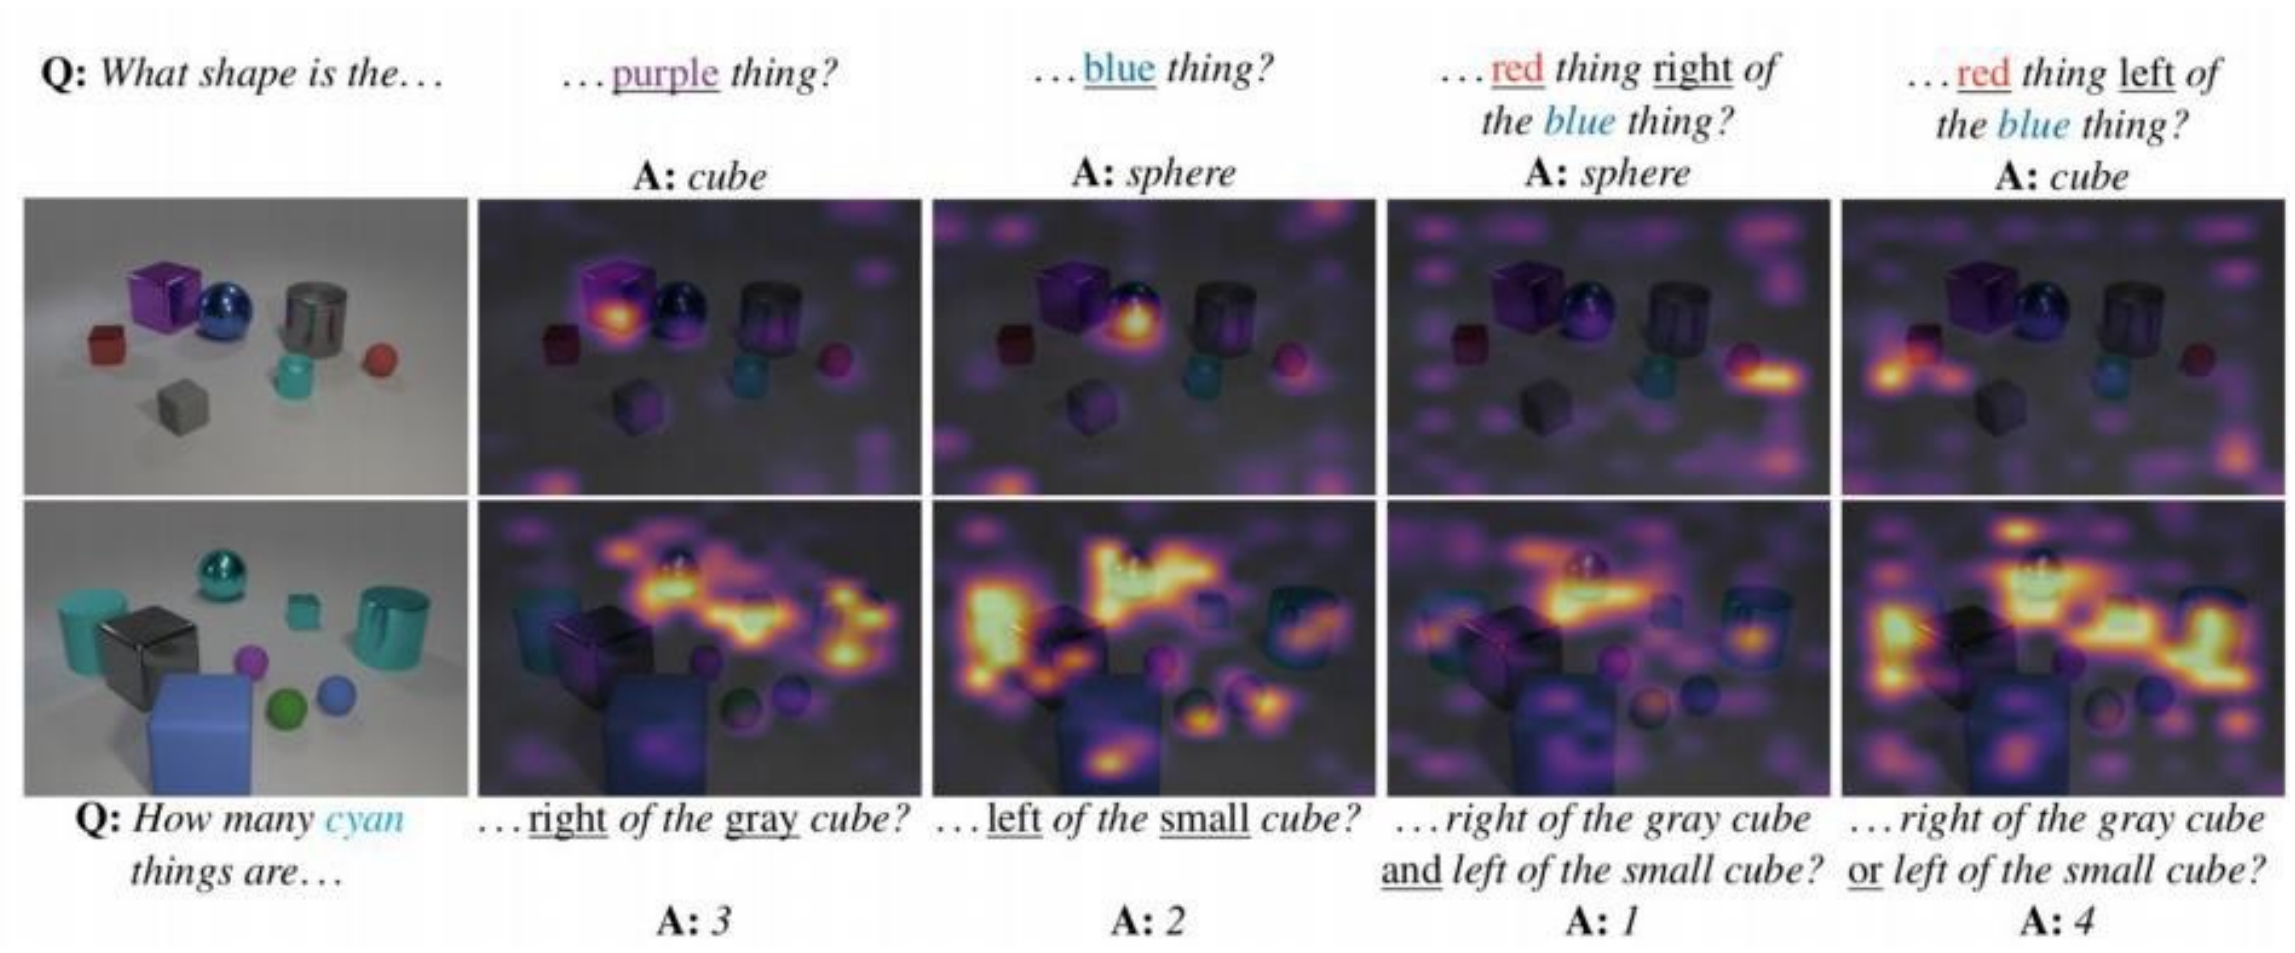 Q: What shape is the...
...purple thing?
A: cube
...blue thing?
A: sphere
...red thing right of
the blue thing?
A: sphere
...red thing left of
the blue thing?
A: cube
Q: How many cyan
things are...
...right of the gray cube?
A: 3
...left of the small cube?
A: 2
...right of the gray cube
and left of the small cube?
A: 1
...right of the gray cube
or left of the small cube?
A: 4